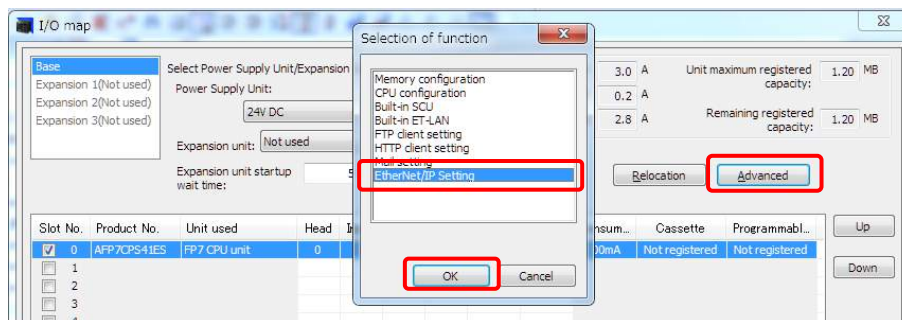 I/O map
Selection of function
Base
Expansion 1(Not used)
Expansion 2(Not used)
Expansion 3(Not used)
Select Power Supply Unit/Expansion
Power Supply Unit:
24V DC
Expansion unit: Not used
Expansion unit startup
wait time:
5
Memory configuration
CPU configuration
Built-in SCU
Built-in ET-LAN
FTP client setting
HTTP client setting
Mail setting
EtherNet/IP Setting
OK Cancel
3.0 A
0.2 A
2.8 A
Unit maximum registered
capacity:
1.20 MB
Remaining registered
capacity:
1.20 MB
Relocation Advanced
Slot No. Product No. Unit used Head
nsum... Cassette Programmabl...
0 AFP7CPS41ES FP7 CPU unit 0
00mA Not registered Not registered
1
2
3
Up
Down